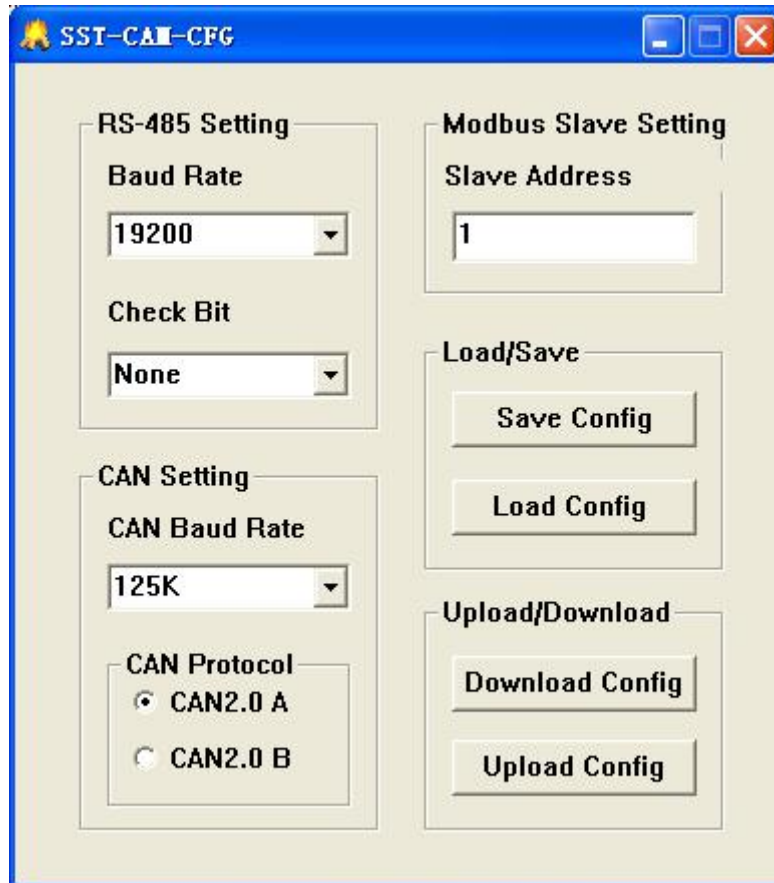 SST-CAN-CFG
RS-485 Setting
Baud Rate
19200
Check Bit
None
CAN Setting
CAN Baud Rate
125K
CAN Protocol
CAN2.0 A
CAN2.0 B
Modbus Slave Setting
Slave Address
1
Load/Save
Save Config
Load Config
Upload/Download
Download Config
Upload Config